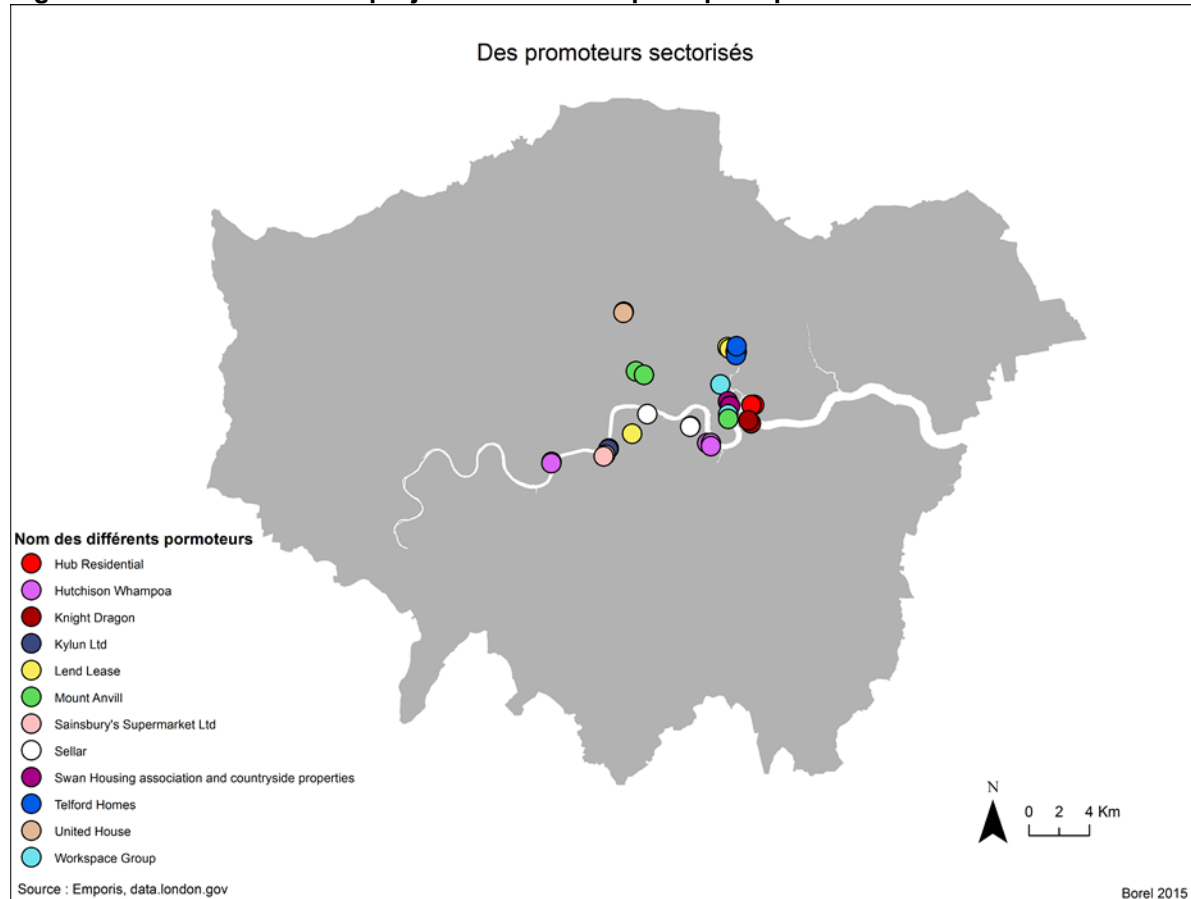 Des promoteurs sectorisés
Nom des différents pormoteurs
Hub Residential
Hutchison Whampoa
Knight Dragon
Kylun Ltd
Lend Lease
Mount Anvill
Sainsbury's Supermarket Ltd
Sellar
Swan Housing association and countryside properties
Telford Homes
United House
Workspace Group
N
0 2 4 Km
Source : Emporis, data.london.gov
Borel 2015